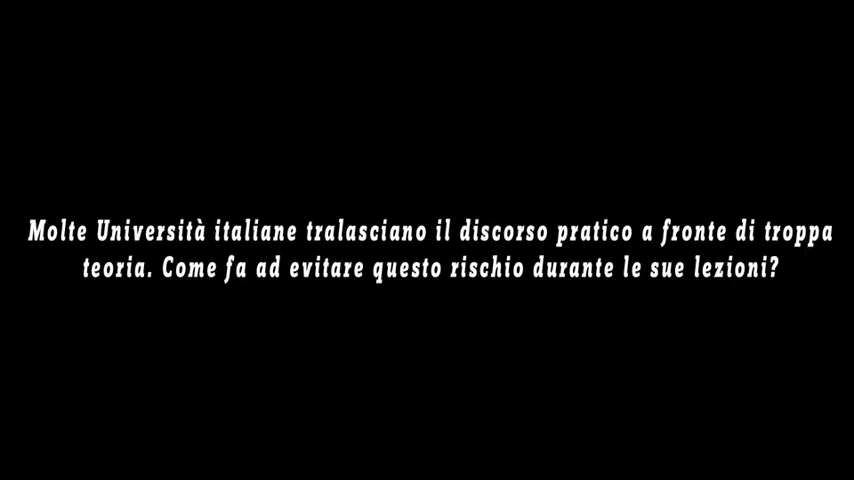 Molte Università italiane tralasciano il discorso pratico a fronte di troppa
teoria. Come fa ad evitare questo rischio durante le sue lezioni?